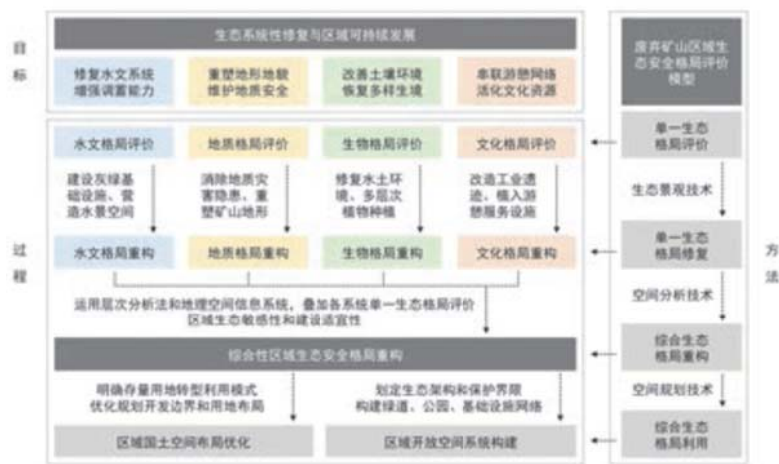 目
标
生态系统性修复与区域可持续发展
修复水文系统
增强调蓄能力
重塑地形地貌
维护地质安全
改善土壤环境
恢复多样生境
串联游憩网络
活化文化资源
废弃矿山区域生
态安全格局评价
模型
过
程
水文格局评价
地质格局评价
生物格局评价
文化格局评价
单一生态
格局评价
建设灰绿基
础设施、营
造水景空间
消除地质灾
害隐患、重
塑矿山地形
修复水土环
境、多层次
植物种植
改造工业遗
迹、植入游
憩服务设施
生态景观技术
水文格局重构
地质格局重构
生物格局重构
文化格局重构
单一生态
格局修复
方
法
运用层次分析法和地理空间信息系统，叠加各系统单一生态格局评价
区域生态敏感性和建设适宜性
空间分析技术
综合性区域生态安全格局重构
综合生态
格局重构
明确存量用地转型利用模式
优化规划开发边界和用地布局
划定生态架构和保护界限
构建绿道、公园、基础设施网络
空间规划技术
区域国土空间布局优化
区域开放空间系统构建
综合生态
格局利用